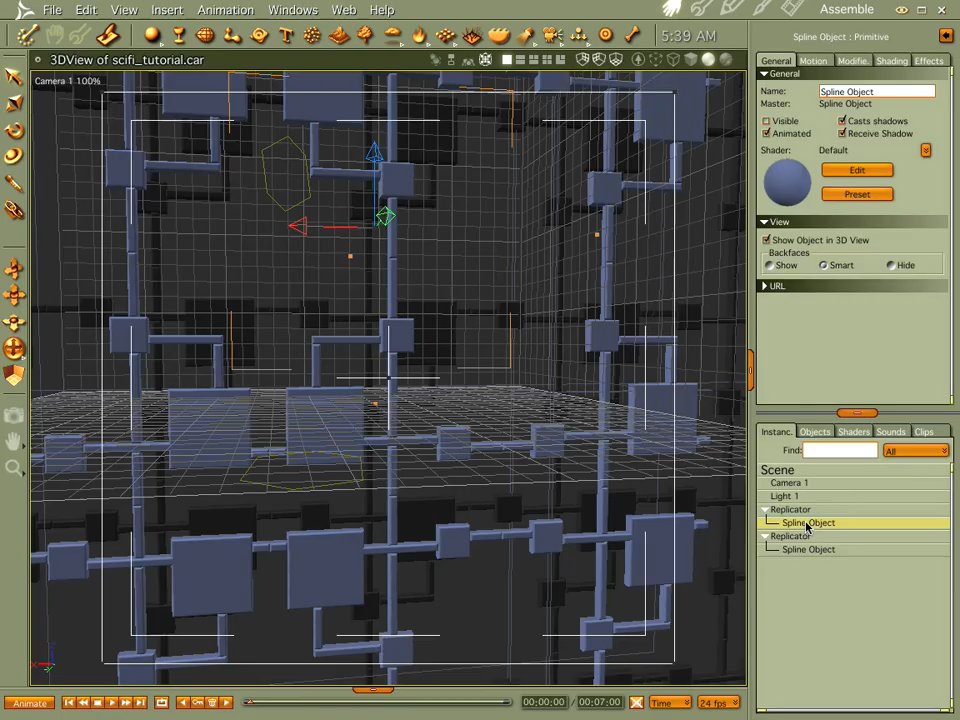 File Edit View Insert Animation Windows Web Help
Assemble
5:39 AM
3DView of scifi_tutorial.car
Camera 1 100%
Spline Object : Primitive
General Motion Modifie. Shading Effects
General
Name: Spline Object
Master: Spline Object
Visible Casts shadows
Animated Receive Shadow
Shader: Default
Edit
Preset
View
Show Object in 3D View
Backfaces
Show Smart Hide
URL
Instanc. Objects Shaders Sounds Clips
Find: All
Scene
Camera 1
Light 1
Replicator
Spline Object
Replicator
Spline Object
Animate 00:00:00 / 00:07:00 Time 24 fps